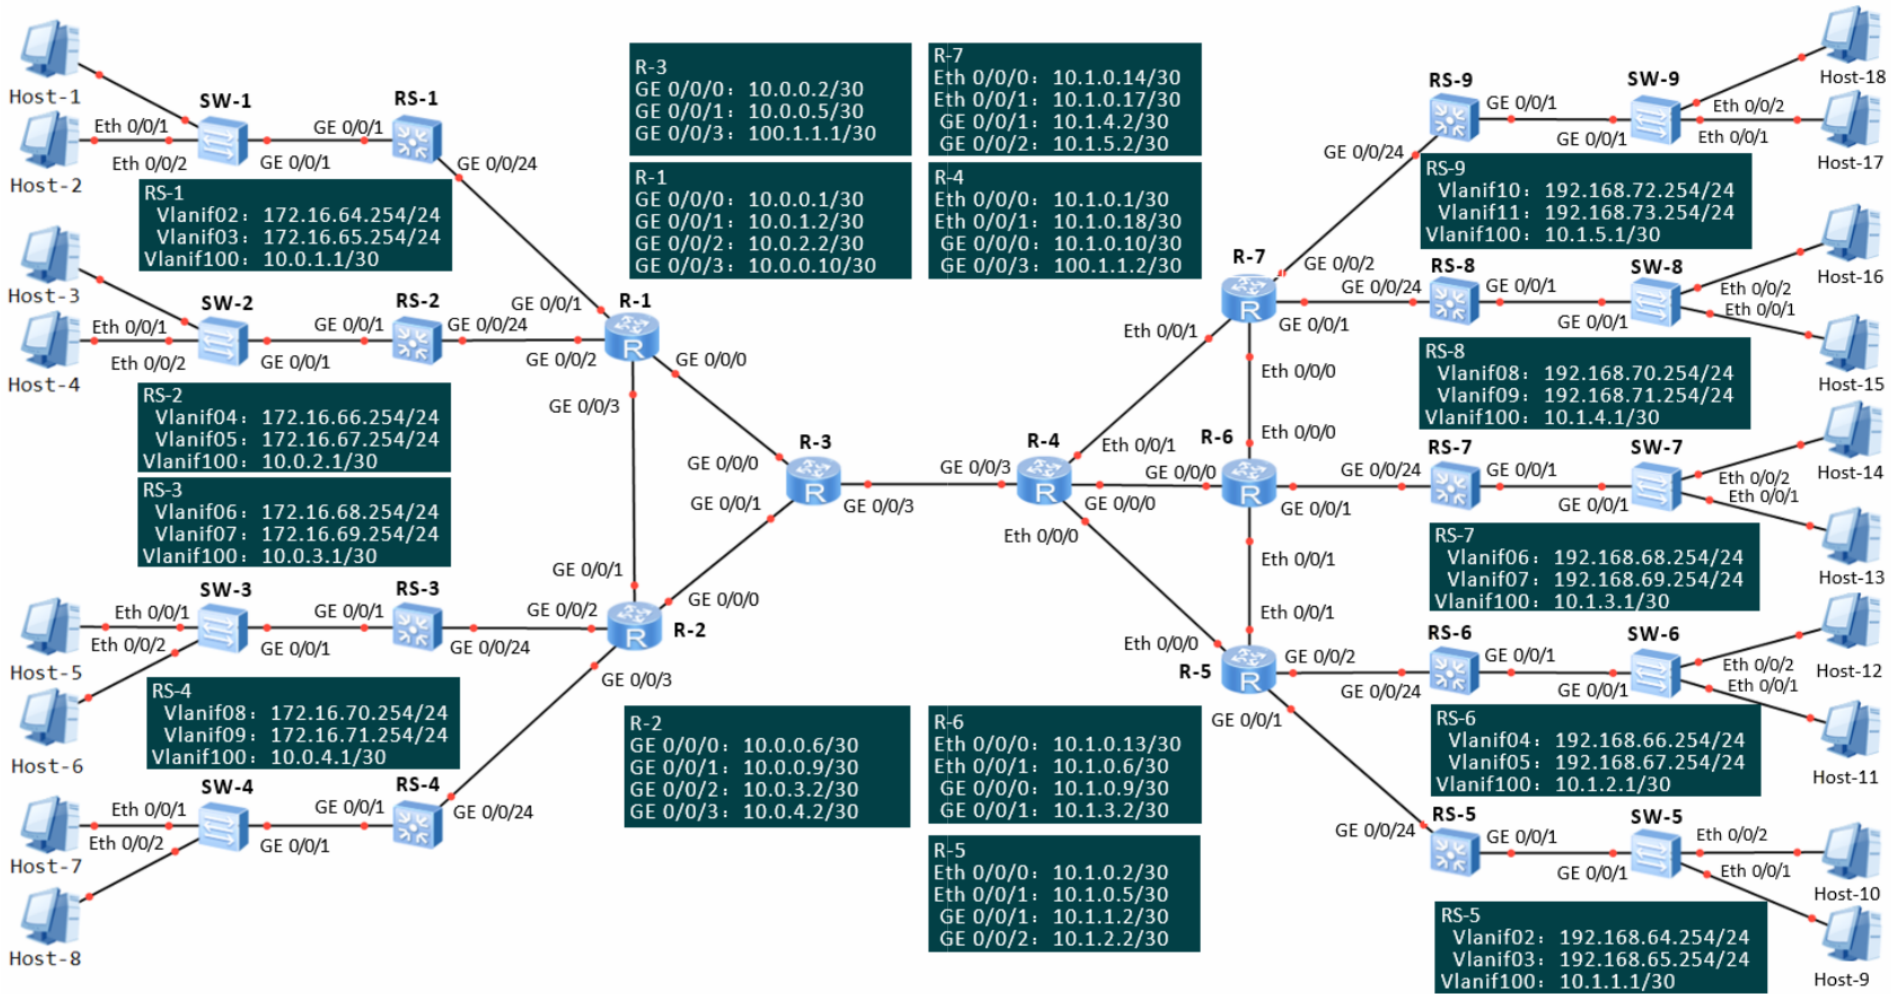 Host-1
Eth 0/0/1
Eth 0/0/2
Host-2
SW-1
GE 0/0/1
GE 0/0/1
RS-1
GE 0/0/24
RS-1
Vlanif02: 172.16.64.254/24
Vlanif03: 172.16.65.254/24
Vlanif100: 10.0.1.1/30
Host-3
Eth 0/0/1
Eth 0/0/2
Host-4
SW-2
GE 0/0/1
GE 0/0/1
RS-2
GE 0/0/24
RS-2
Vlanif04: 172.16.66.254/24
Vlanif05: 172.16.67.254/24
Vlanif100: 10.0.2.1/30
RS-3
Vlanif06: 172.16.68.254/24
Vlanif07: 172.16.69.254/24
Vlanif100: 10.0.3.1/30
SW-3
Eth 0/0/1
Eth 0/0/2
Host-5
Host-6
GE 0/0/1
GE 0/0/1
RS-3
GE 0/0/24
RS-4
Vlanif08: 172.16.70.254/24
Vlanif09: 172.16.71.254/24
Vlanif100: 10.0.4.1/30
SW-4
Eth 0/0/1
Eth 0/0/2
Host-7
Host-8
GE 0/0/1
GE 0/0/1
RS-4
GE 0/0/24
R-3
GE 0/0/0: 10.0.0.2/30
GE 0/0/1: 10.0.0.5/30
GE 0/0/3: 100.1.1.1/30
R-1
GE 0/0/0: 10.0.0.1/30
GE 0/0/1: 10.0.1.2/30
GE 0/0/2: 10.0.2.2/30
GE 0/0/3: 10.0.0.10/30
R-7
Eth 0/0/0: 10.1.0.14/30
Eth 0/0/1: 10.1.0.17/30
GE 0/0/1: 10.1.4.2/30
GE 0/0/2: 10.1.5.2/30
R-4
Eth 0/0/0: 10.1.0.1/30
Eth 0/0/1: 10.1.0.18/30
GE 0/0/0: 10.1.0.10/30
GE 0/0/3: 100.1.1.2/30
GE 0/0/1
R-1
R
GE 0/0/2
GE 0/0/0
GE 0/0/3
R-3
R
GE 0/0/0
GE 0/0/1
GE 0/0/3
GE 0/0/1
GE 0/0/2
GE 0/0/0
R
R-2
GE 0/0/3
R-2
GE 0/0/0: 10.0.0.6/30
GE 0/0/1: 10.0.0.9/30
GE 0/0/2: 10.0.3.2/30
GE 0/0/3: 10.0.4.2/30
R-4
R
GE 0/0/3
Eth 0/0/1
GE 0/0/0
Eth 0/0/0
R-6
Eth 0/0/0: 10.1.0.13/30
Eth 0/0/1: 10.1.0.6/30
GE 0/0/0: 10.1.0.9/30
GE 0/0/1: 10.1.3.2/30
R-5
Eth 0/0/0: 10.1.0.2/30
Eth 0/0/1: 10.1.0.5/30
GE 0/0/1: 10.1.1.2/30
GE 0/0/2: 10.1.2.2/30
R-7
R
GE 0/0/2
GE 0/0/1
Eth 0/0/1
Eth 0/0/0
Eth 0/0/0
R-6
R
GE 0/0/0
GE 0/0/1
Eth 0/0/1
Eth 0/0/1
Eth 0/0/0
R-5
R
GE 0/0/2
GE 0/0/1
RS-9
GE 0/0/24
GE 0/0/1
SW-9
GE 0/0/1
Eth 0/0/2
Eth 0/0/1
Host-18
Host-17
RS-9
Vlanif10: 192.168.72.254/24
Vlanif11: 192.168.73.254/24
Vlanif100: 10.1.5.1/30
RS-8
GE 0/0/24
GE 0/0/1
SW-8
GE 0/0/1
Eth 0/0/2
Eth 0/0/1
Host-16
Host-15
RS-8
Vlanif08: 192.168.70.254/24
Vlanif09: 192.168.71.254/24
Vlanif100: 10.1.4.1/30
RS-7
GE 0/0/24
GE 0/0/1
SW-7
GE 0/0/1
Eth 0/0/2
Eth 0/0/1
Host-14
Host-13
RS-7
Vlanif06: 192.168.68.254/24
Vlanif07: 192.168.69.254/24
Vlanif100: 10.1.3.1/30
RS-6
GE 0/0/24
GE 0/0/1
SW-6
GE 0/0/1
Eth 0/0/2
Eth 0/0/1
Host-12
Host-11
RS-6
Vlanif04: 192.168.66.254/24
Vlanif05: 192.168.67.254/24
Vlanif100: 10.1.2.1/30
RS-5
GE 0/0/24
GE 0/0/1
SW-5
GE 0/0/1
Eth 0/0/2
Eth 0/0/1
Host-10
Host-9
RS-5
Vlanif02: 192.168.64.254/24
Vlanif03: 192.168.65.254/24
Vlanif100: 10.1.1.1/30